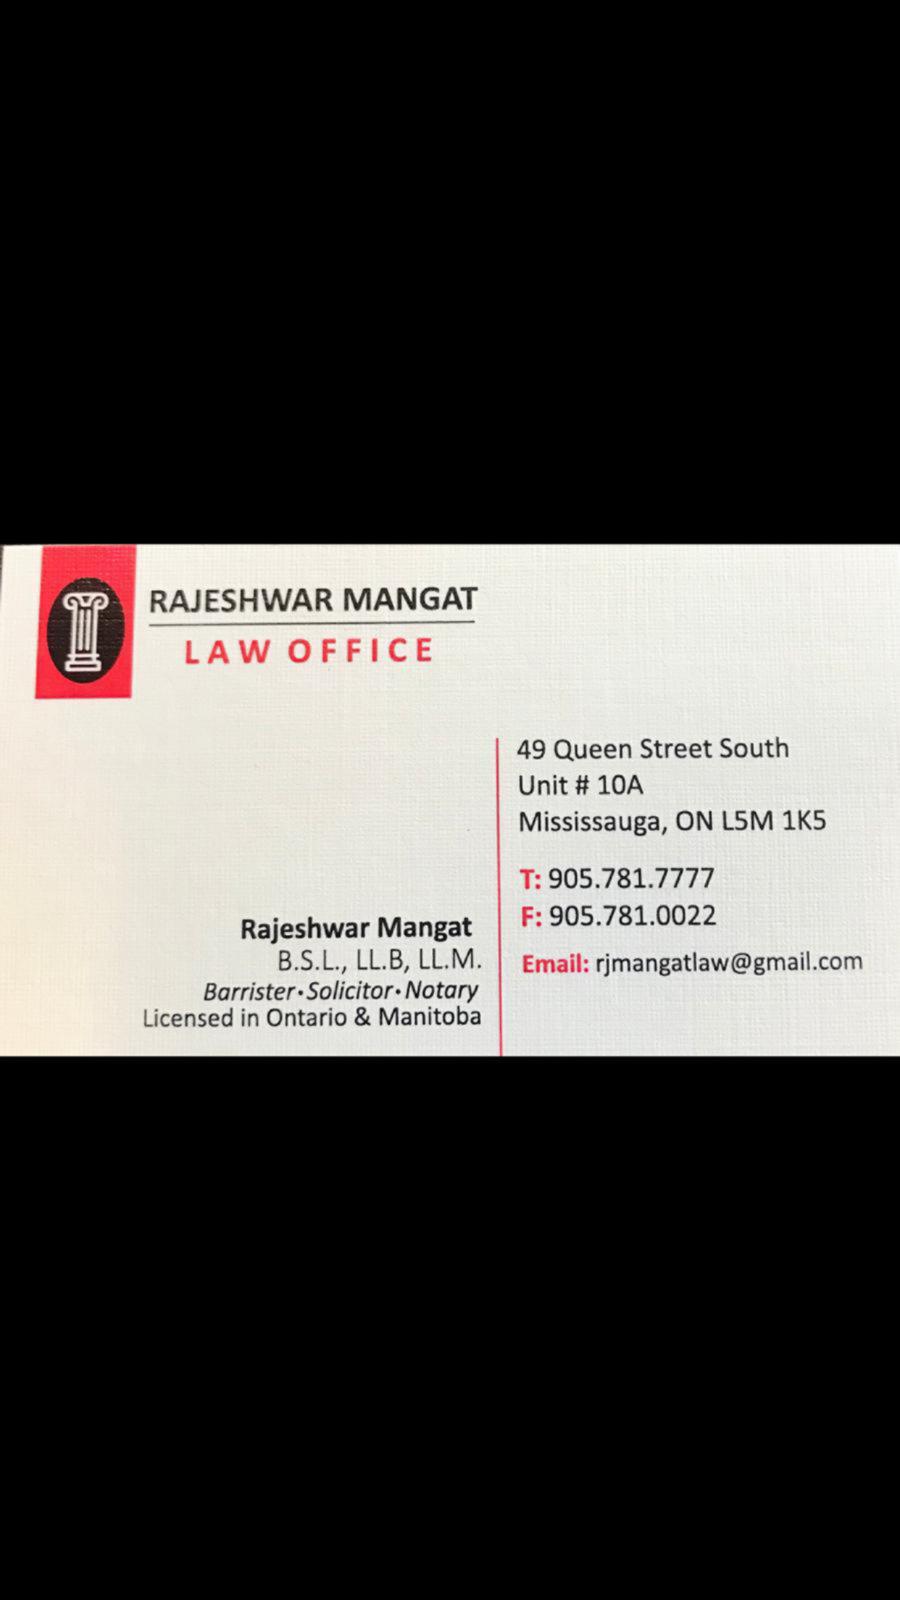 RAJESHWAR MANGAT
LAW OFFICE
49 Queen Street South
Unit # 10A
Mississauga, ON L5M 1K5
T: 905.781.7777
F: 905.781.0022
Email: rjmangatlaw@gmail.com
Rajeshwar Mangat
B.S.L., LL.B, LL.M.
Barrister•Solicitor•Notary
Licensed in Ontario & Manitoba